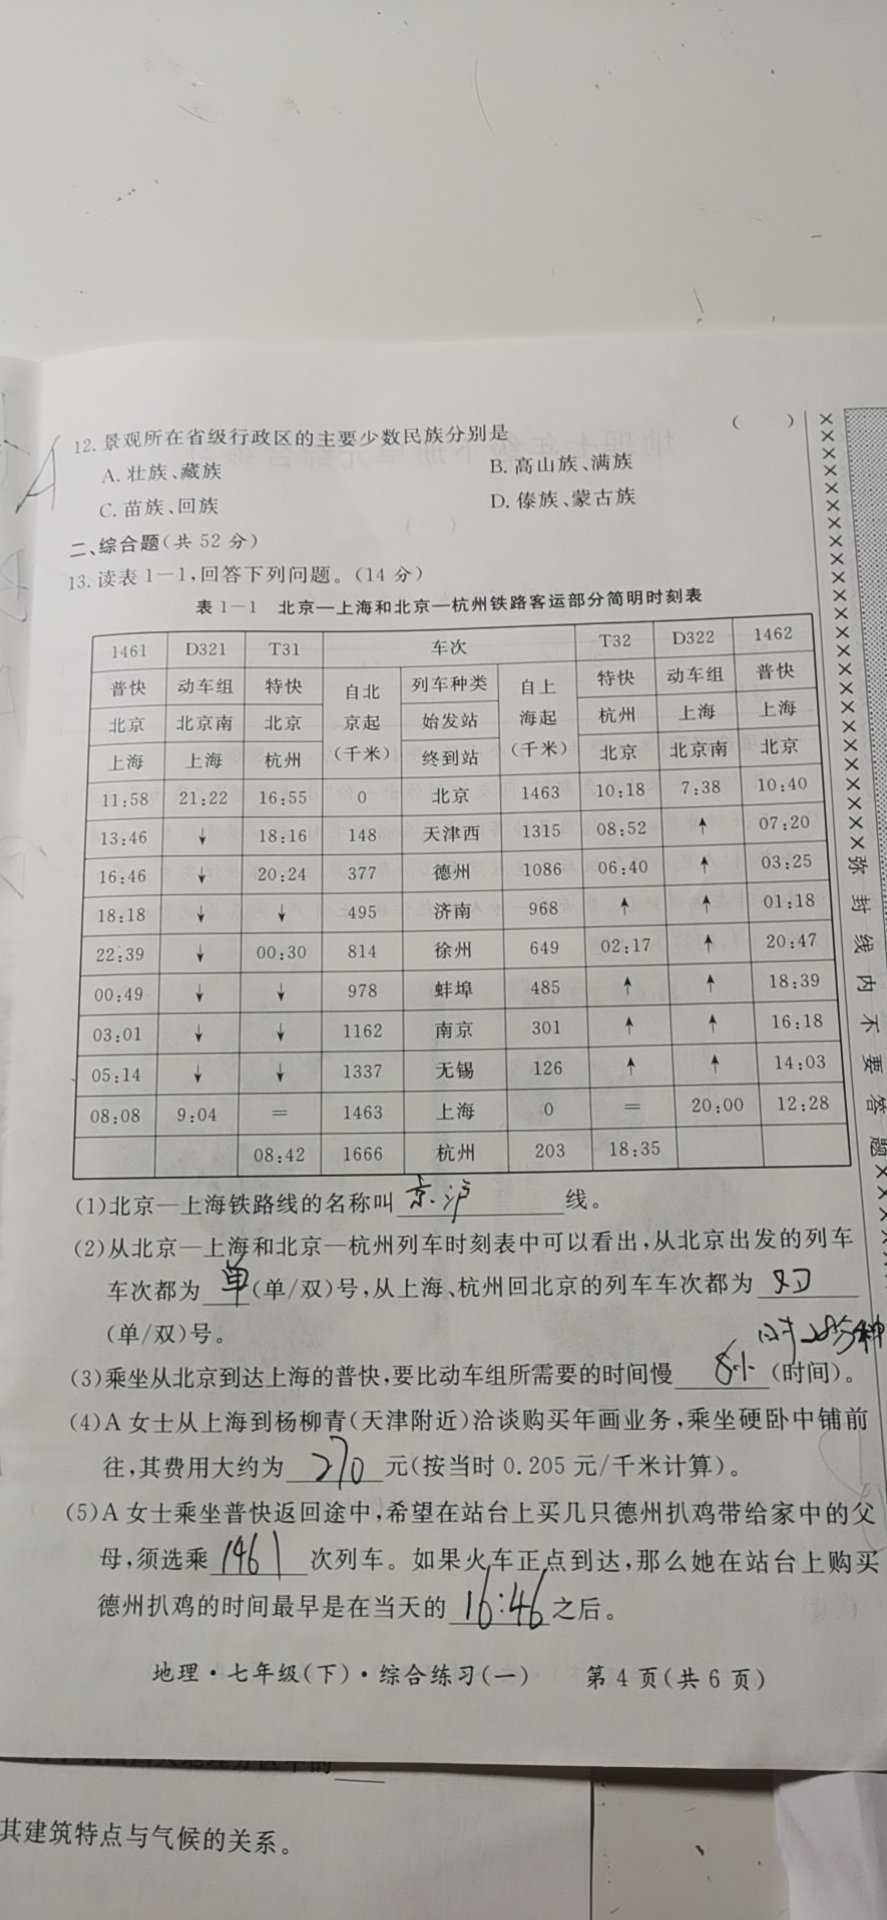 12.景观所在省级行政区的主要少数民族分别是 ( )
A.壮族、藏族 B.高山族、满族
C.苗族、回族 D.傣族、蒙古族
二、综合题(共52分)
13.读表1—1,回答下列问题。(14分)
表1—1 北京—上海和北京—杭州铁路客运部分简明时刻表
1461 D321 T31 车次 T32 D322 1462
普快 动车组 特快 自北京起(千米) 列车种类 自上海起(千米) 特快 动车组 普快
北京 北京南 北京 始发站 杭州 上海 上海
上海 上海 杭州 终到站 北京 北京南 北京
11:58 21:22 16:55 0 北京 1463 10:18 7:38 10:40
13:46 ↓ 18:16 148 天津西 1315 08:52 ↑ 07:20
16:46 ↓ 20:24 377 德州 1086 06:40 ↑ 03:25
18:18 ↓ ↓ 495 济南 968 ↑ ↑ 01:18
22:39 ↓ 00:30 814 徐州 649 02:17 ↑ 20:47
00:49 ↓ ↓ 978 蚌埠 485 ↑ ↑ 18:39
03:01 ↓ ↓ 1162 南京 301 ↑ ↑ 16:18
05:14 ↓ ↓ 1337 无锡 126 ↑ ↑ 14:03
08:08 9:04 = 1463 上海 0 = 20:00 12:28
08:42 1666 杭州 203 18:35
(1)北京—上海铁路线的名称叫 京沪 线。
(2)从北京—上海和北京—杭州列车时刻表中可以看出,从北京出发的列车
车次都为 单 (单/双)号,从上海、杭州回北京的列车车次都为 双
(单/双)号。
(3)乘坐从北京到达上海的普快,要比动车组所需要的时间慢 8小时28分种 (时间)。
(4)A女士从上海到杨柳青(天津附近)洽谈购买年画业务,乘坐硬卧中铺前
往,其费用大约为 270 元(按当时0.205元/千米计算)。
(5)A女士乘坐普快返回途中,希望在站台上买几只德州扒鸡带给家中的父
母,须选乘 1461 次列车。如果火车正点到达,那么她在站台上购买
德州扒鸡的时间最早是在当天的 16:46 之后。
地理·七年级(下)·综合练习(一) 第4页(共6页)
弥封线内不要答题
其建筑特点与气候的关系。